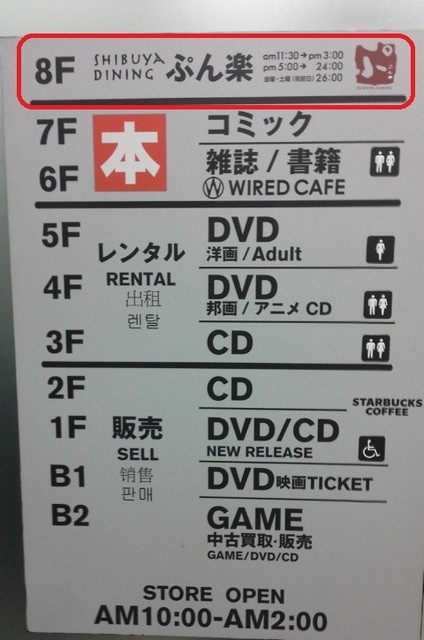 8F SHIBUYA DINING ぷん楽 am11:30→pm3:00
pm5:00→ 24:00
金曜・土曜(祝前日)26:00
7F 本 コミック
6F 雑誌 / 書籍
WIRED CAFE
5F DVD
洋画 / Adult
レンタル
RENTAL
出租
렌탈
4F DVD
邦画 / アニメ CD
3F CD
2F CD
STARBUCKS
COFFEE
1F 販売 DVD/CD
SELL NEW RELEASE
销售
판매
B1 DVD映画TICKET
B2 GAME
中古買取・販売
GAME/DVD/CD
STORE OPEN
AM10:00-AM2:00